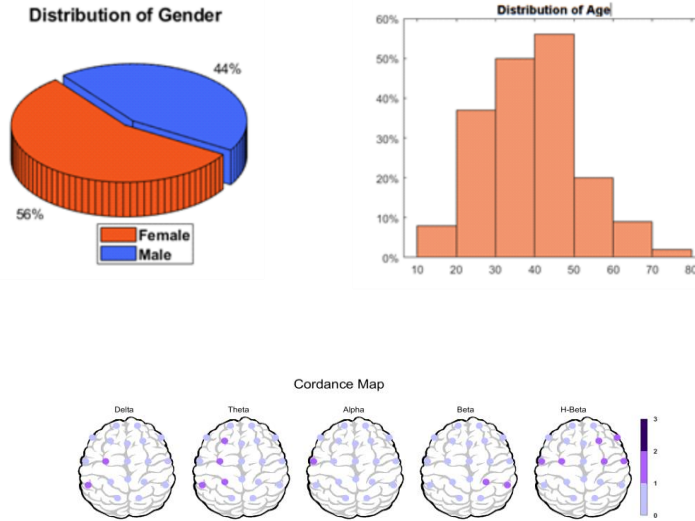 Distribution of Gender
44%
56%
Female
Male
Distribution of Age
60%
50%
40%
30%
20%
10%
0%
10 20 30 40 50 60 70 80
Cordance Map
Delta Theta Alpha Beta H-Beta
3
2
1
0